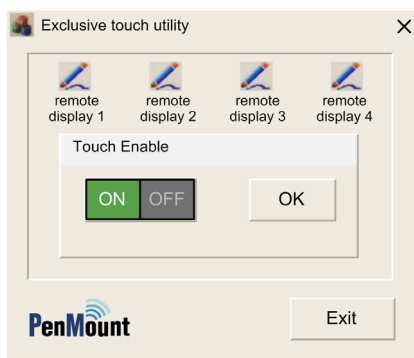 Exclusive touch utility
remote remote remote remote
display 1 display 2 display 3 display 4
Touch Enable
ON OFF OK
PenMount Exit